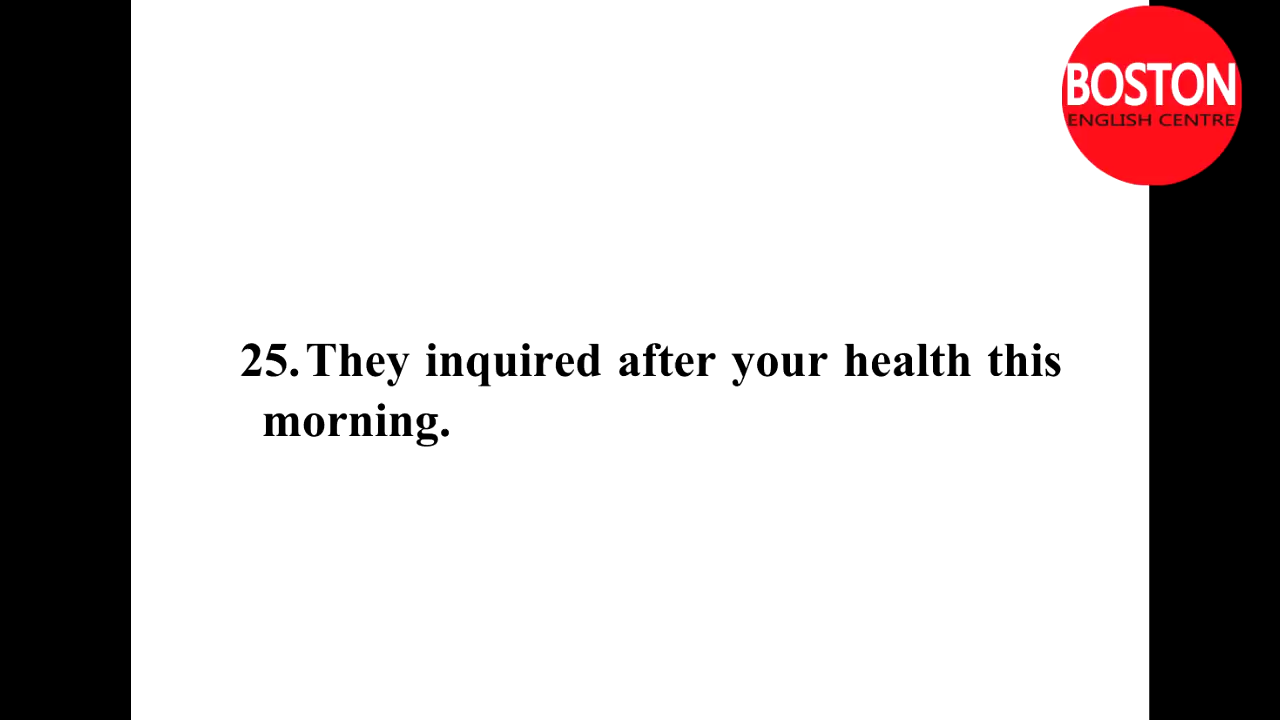 BOSTON
ENGLISH CENTRE
25. They inquired after your health this
morning.